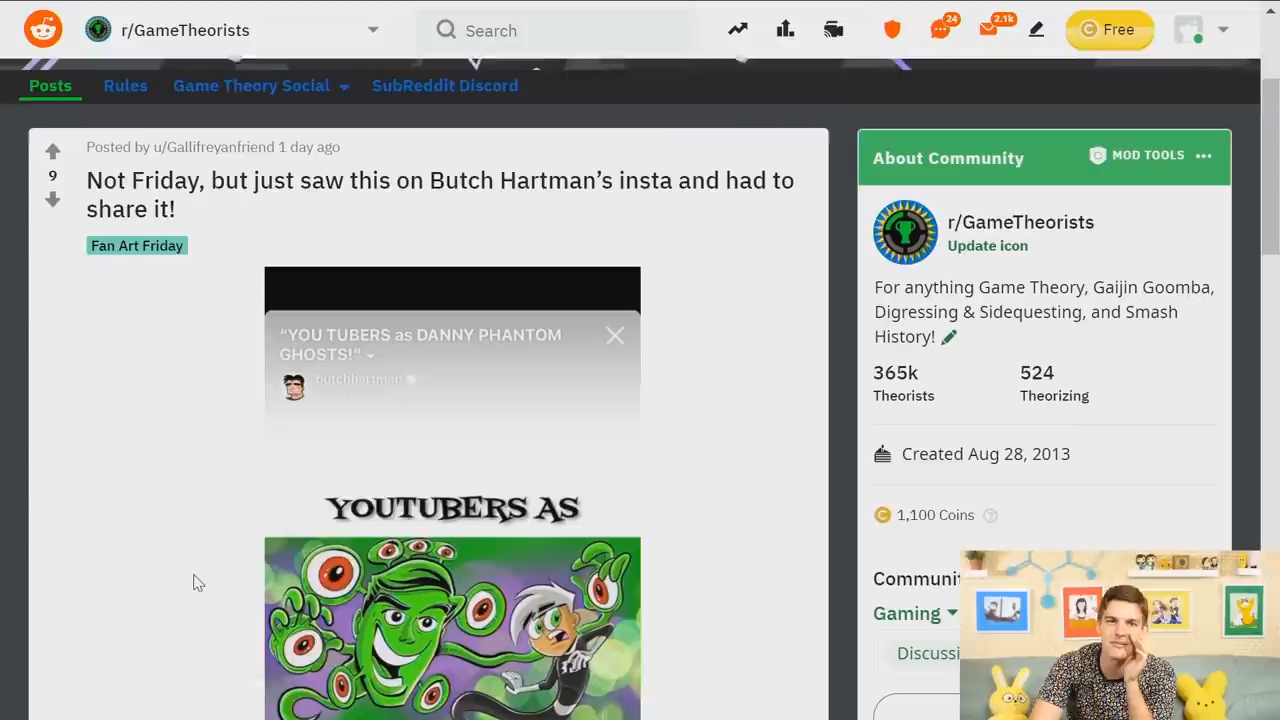 r/GameTheorists
Search
24
2.1k
Free
Posts
Rules
Game Theory Social
SubReddit Discord
Posted by u/Gallifreyanfriend 1 day ago
9
Not Friday, but just saw this on Butch Hartman’s insta and had to
share it!
Fan Art Friday
“YOU TUBERS as DANNY PHANTOM
GHOSTS!”
butchhartman
YOUTUBERS AS
About Community
MOD TOOLS
r/GameTheorists
Update icon
For anything Game Theory, Gaijin Goomba,
Digressing & Sidequesting, and Smash
History!
365k
524
Theorists
Theorizing
Created Aug 28, 2013
1,100 Coins
Communi
Gaming
Discussi